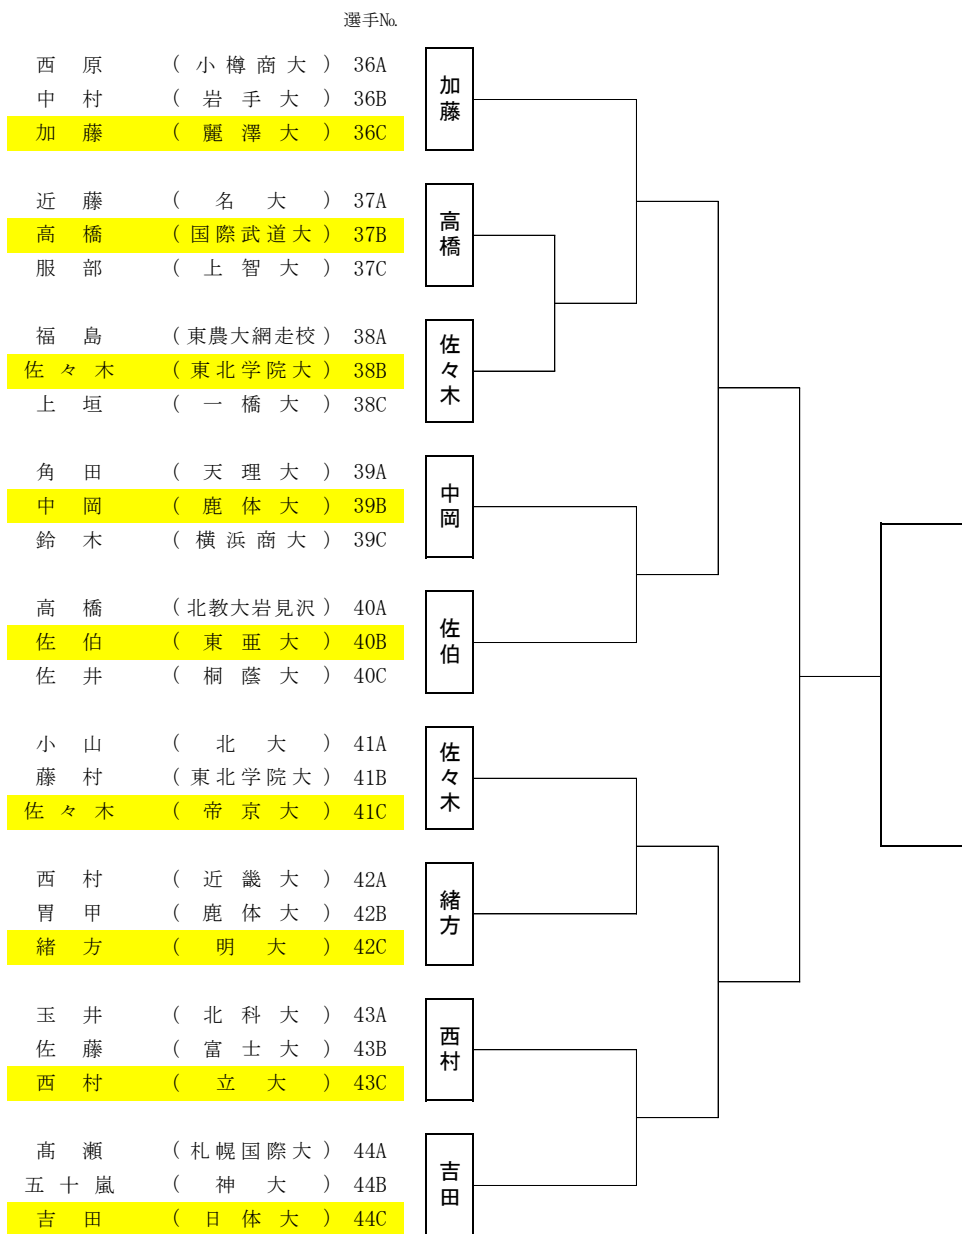 選手№
西原 (小樽商大) 36A
中村 (岩手大) 36B
加藤 (麗澤大) 36C
加藤
近藤 (名大) 37A
高橋 (国際武道大) 37B
服部 (上智大) 37C
高橋
福島 (東農大網走校) 38A
佐々木 (東北学院大) 38B
上垣 (一橋大) 38C
佐々木
角田 (天理大) 39A
中岡 (鹿体大) 39B
鈴木 (横浜商大) 39C
中岡
高橋 (北教大岩見沢) 40A
佐伯 (東亜大) 40B
佐井 (桐蔭大) 40C
佐伯
小山 (北大) 41A
藤村 (東北学院大) 41B
佐々木 (帝京大) 41C
佐々木
西村 (近畿大) 42A
胃甲 (鹿体大) 42B
緒方 (明大) 42C
緒方
玉井 (北科大) 43A
佐藤 (富士大) 43B
西村 (立大) 43C
西村
髙瀬 (札幌国際大) 44A
五十嵐 (神大) 44B
吉田 (日体大) 44C
吉田